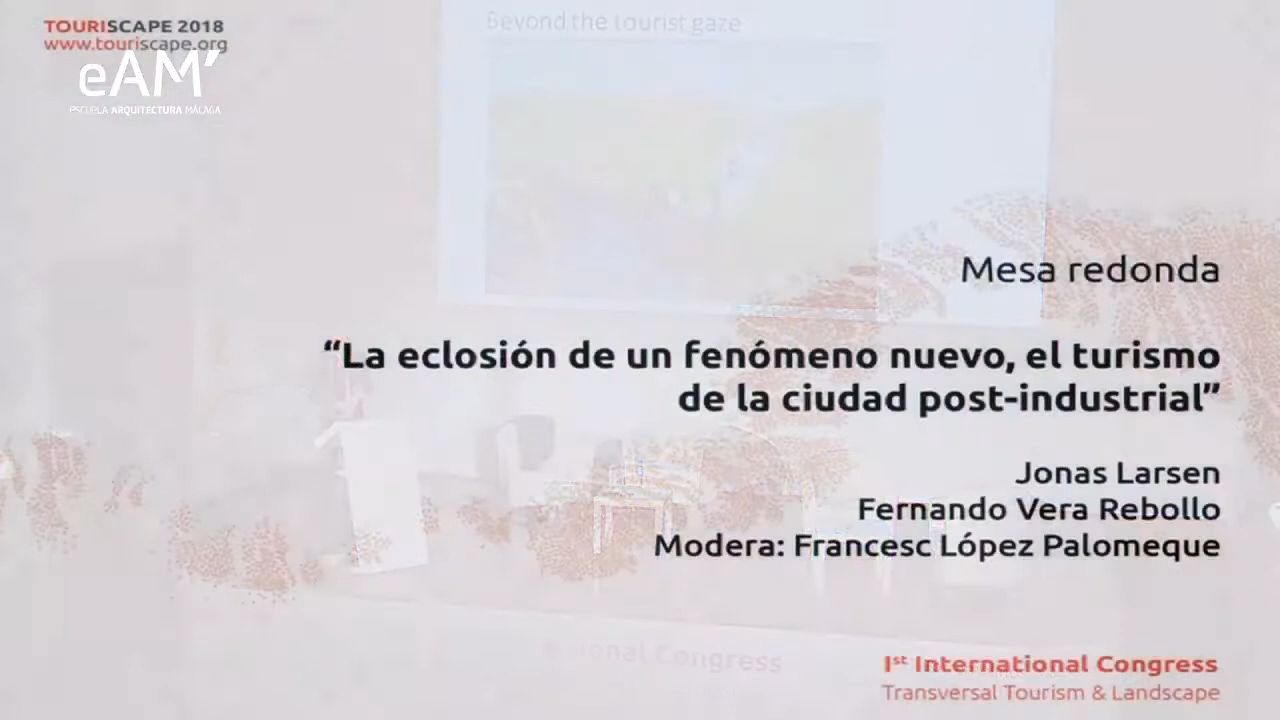 TOURISCAPE 2018
www.touriscape.org
eAM'
ESCUELA ARQUITECTURA MÁLAGA
Beyond the tourist gaze
Mesa redonda
“La eclosión de un fenómeno nuevo, el turismo
de la ciudad post-industrial”
Jonas Larsen
Fernando Vera Rebollo
Modera: Francesc López Palomeque
Congress
Ist International Congress
Transversal Tourism & Landscape